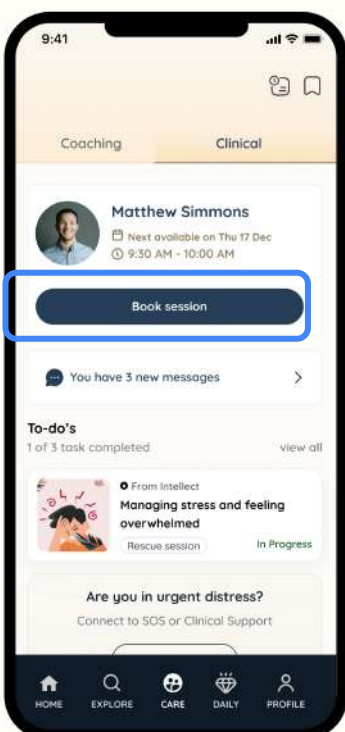 9:41
Coaching
Clinical
Matthew Simmons
Next available on Thu 17 Dec
9:30 AM - 10:00 AM
Book session
You have 3 new messages
To-do's
1 of 3 task completed
view all
From Intellect
Managing stress and feeling
overwhelmed
Rescue session
In Progress
Are you in urgent distress?
Connect to SOS or Clinical Support
HOME
EXPLORE
CARE
DAILY
PROFILE